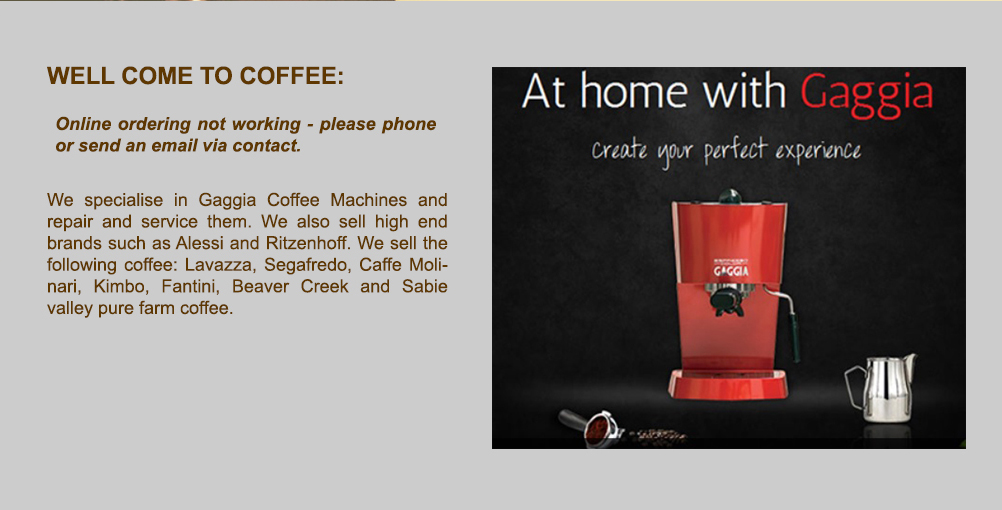 WELL COME TO COFFEE:
Online ordering not working - please phone
or send an email via contact.
We specialise in Gaggia Coffee Machines and
repair and service them. We also sell high end
brands such as Alessi and Ritzenhoff. We sell the
following coffee: Lavazza, Segafredo, Caffe Moli-
nari, Kimbo, Fantini, Beaver Creek and Sabie
valley pure farm coffee.
At home with Gaggia
create your perfect experience
GAGGIA